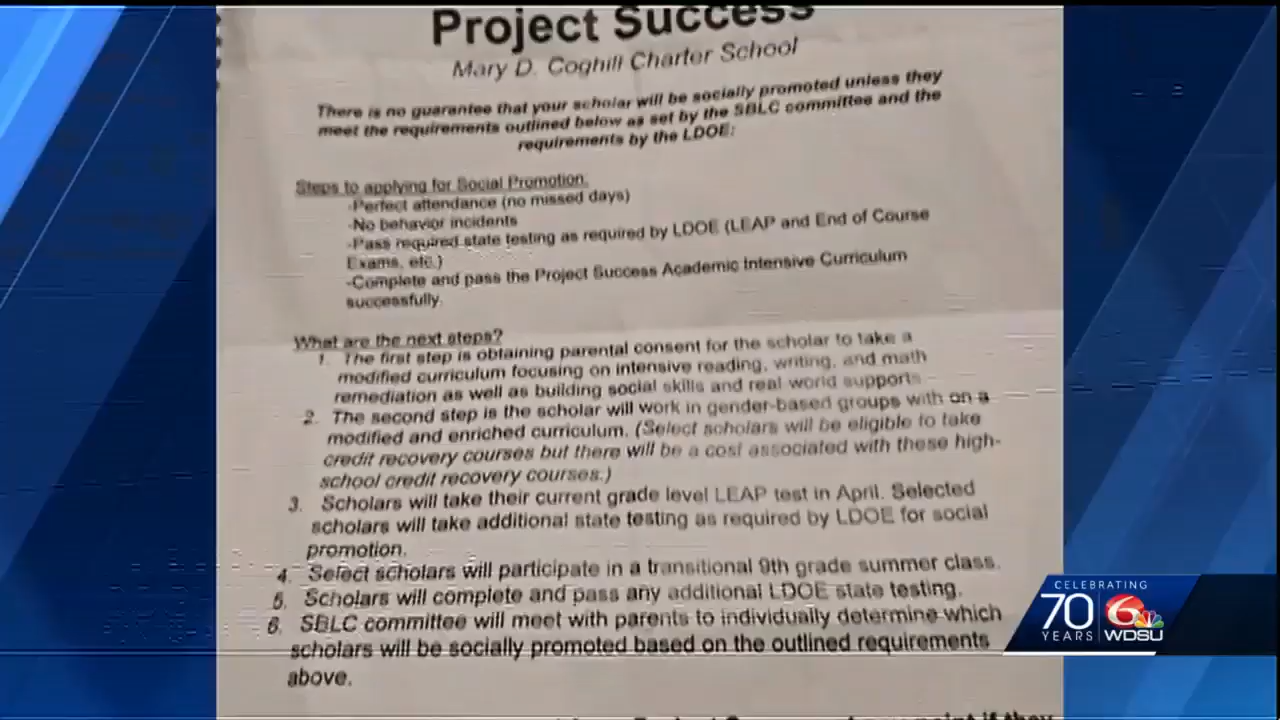 Project Success
Mary D. Coghill Charter School
There is no guarantee that your scholar will be socially promoted unless they
meet the requirements outlined below as set by the SBLC committee and the
requirements by the LDOE:
Steps to applying for Social Promotion:
-Perfect attendance (no missed days)
-No behavior incidents
-Pass required state testing as required by LDOE (LEAP and End of Course
Exams, etc.)
-Complete and pass the Project Success Academic Intensive Curriculum
successfully.
What are the next steps?
1. The first step is obtaining parental consent for the scholar to take a
modified curriculum focusing on intensive reading, writing, and math
remediation as well as building social skills and real world supports
2. The second step is the scholar will work in gender-based groups with on a
modified and enriched curriculum. (Select scholars will be eligible to take
credit recovery courses but there will be a cost associated with these high-
school credit recovery courses.)
3. Scholars will take their current grade level LEAP test in April. Selected
scholars will take additional state testing as required by LDOE for social
promotion.
4. Select scholars will participate in a transitional 9th grade summer class.
5. Scholars will complete and pass any additional LDOE state testing.
6. SBLC committee will meet with parents to individually determine which
scholars will be socially promoted based on the outlined requirements
above.
CELEBRATING
70 6
YEARS WDSU